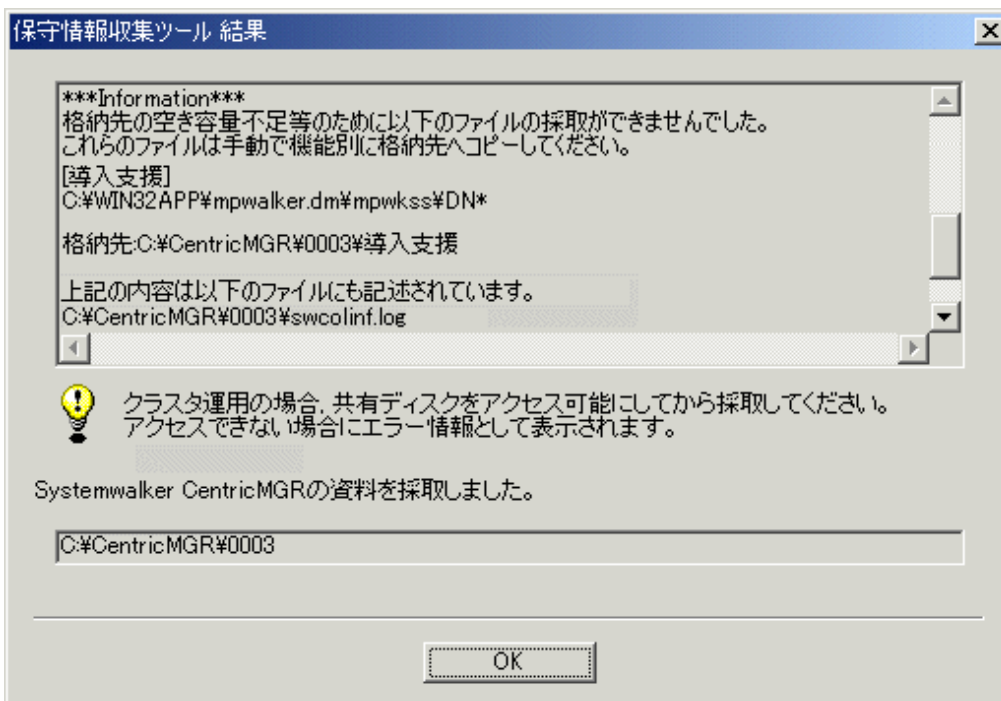 保守情報収集ツール 結果
***Information***
格納先の空き容量不足等のために以下のファイルの採取ができませんでした。
これらのファイルは手動で機能別に格納先へコピーしてください。
[導入支援]
C:¥WIN32APP¥mpwalker.dm¥mpwkss¥DN*
格納先:C:¥CentricMGR¥0003¥導入支援
上記の内容は以下のファイルにも記述されています。
C:¥CentricMGR¥0003¥swcolinf.log
クラスタ運用の場合、共有ディスクをアクセス可能にしてから採取してください。
アクセスできない場合にエラー情報として表示されます。
Systemwalker CentricMGRの資料を採取しました。
C:¥CentricMGR¥0003
OK